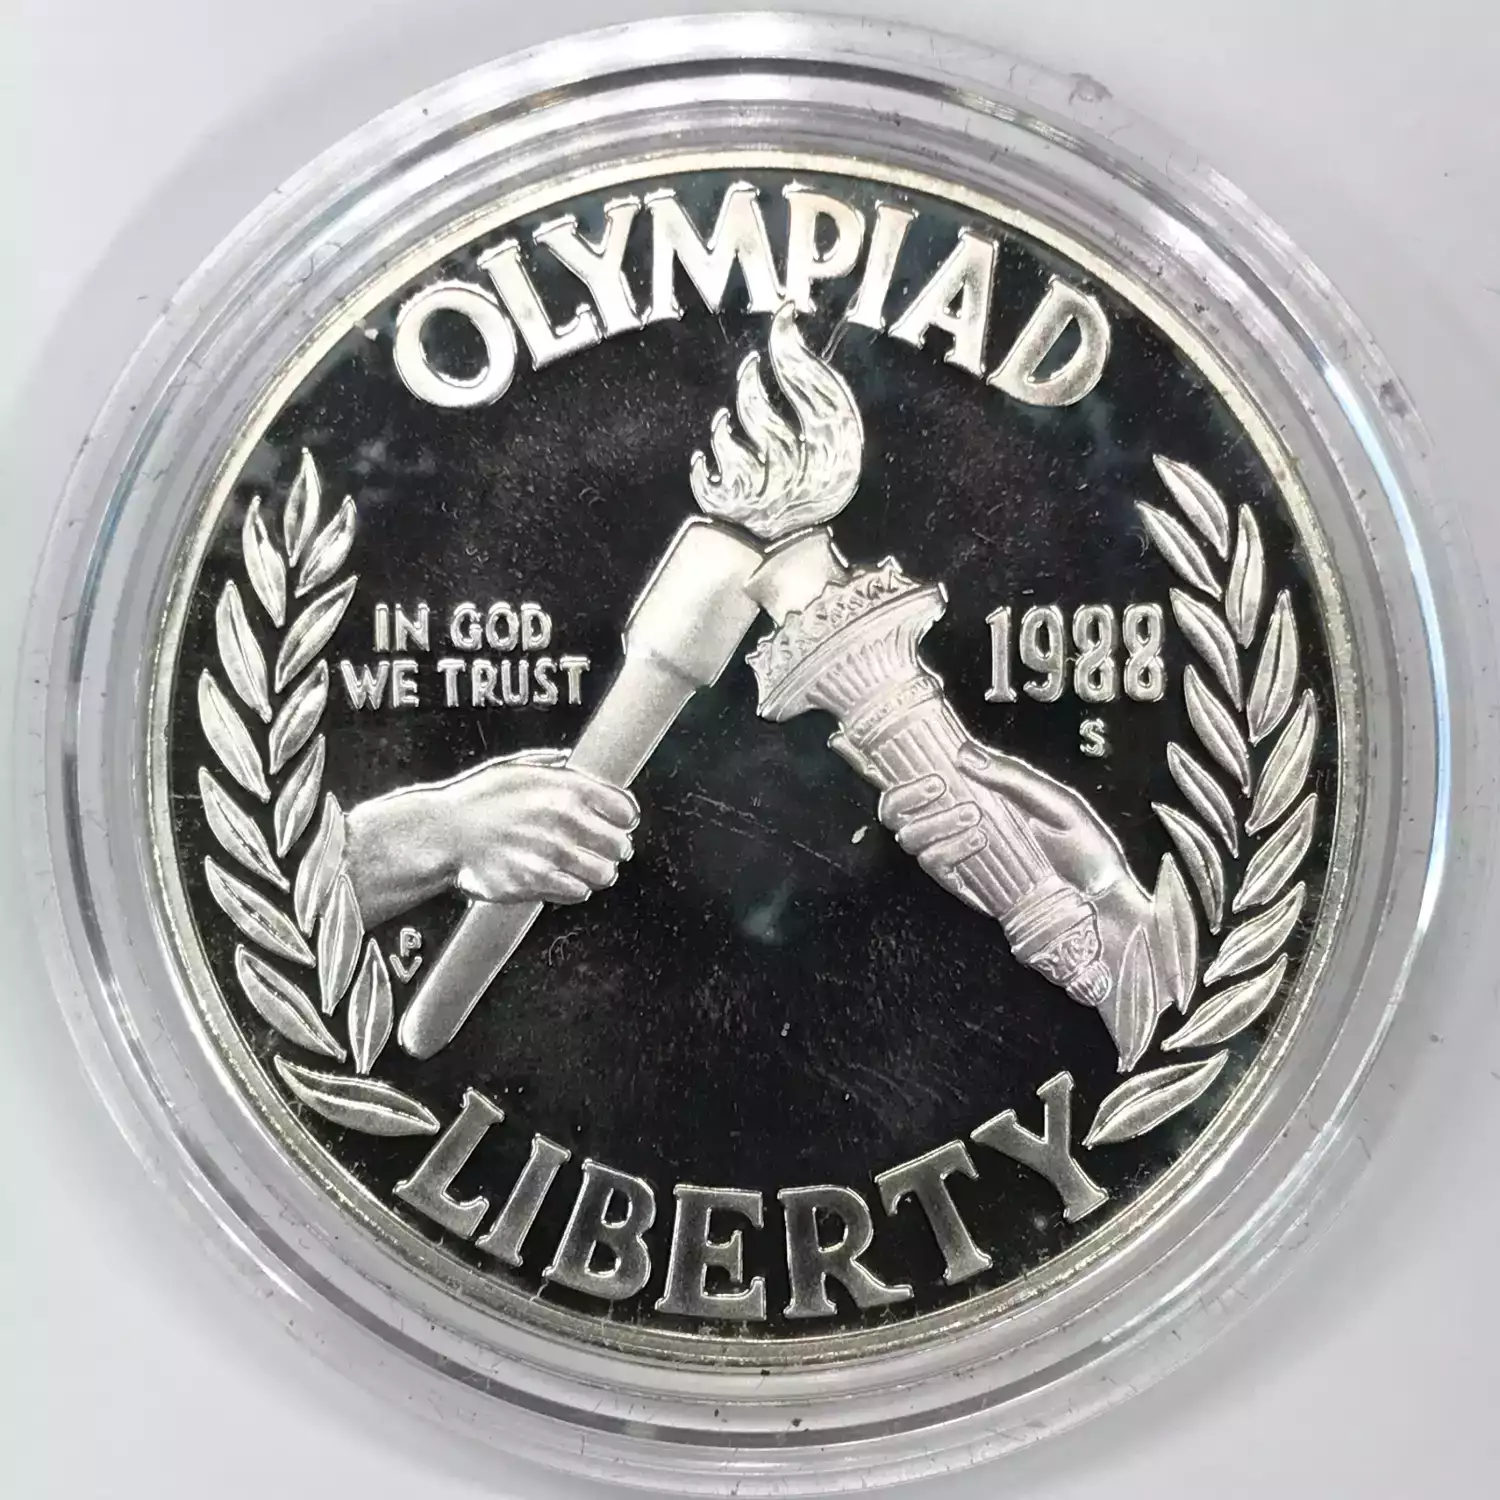 OLYMPIAD
IN GOD
WE TRUST
1988
S
P
V
LIBERTY